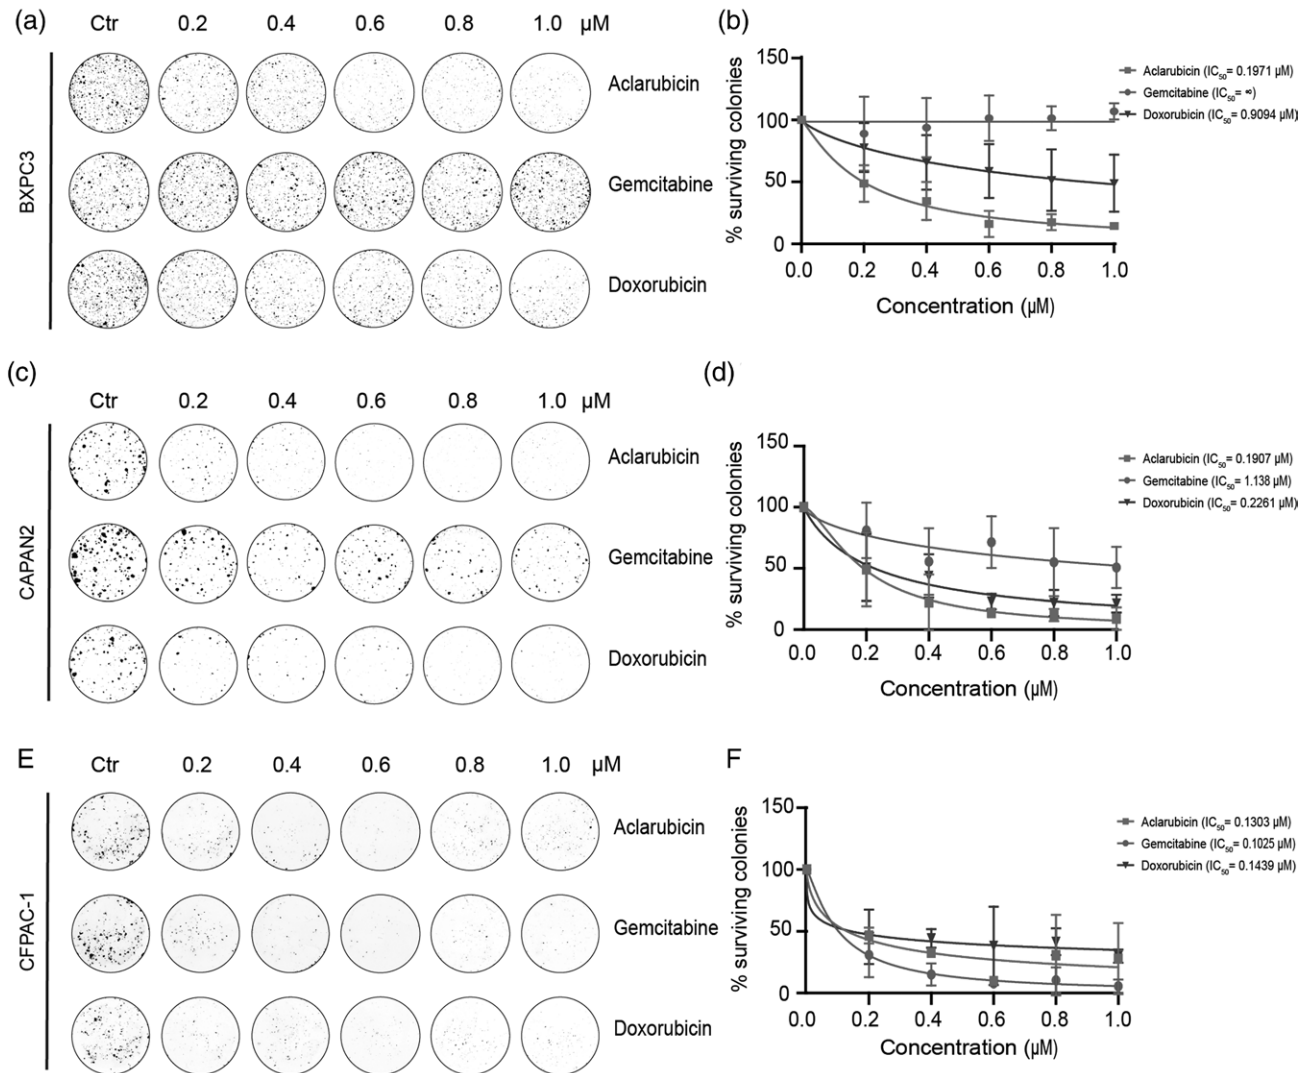 (a)
Ctr 0.2 0.4 0.6 0.8 1.0 µM
Aclarubicin
Gemcitabine
Doxorubicin
BXPC3
(b)
150
100
50
0
0.0 0.2 0.4 0.6 0.8 1.0
% surviving colonies
Concentration (µM)
Aclarubicin (IC50= 0.1971 µM)
Gemcitabine (IC50= ∞)
Doxorubicin (IC50= 0.9094 µM)
(c)
Ctr 0.2 0.4 0.6 0.8 1.0 µM
Aclarubicin
Gemcitabine
Doxorubicin
CAPAN2
(d)
150
100
50
0
0.0 0.2 0.4 0.6 0.8 1.0
% surviving colonies
Concentration (µM)
Aclarubicin (IC50= 0.1907 µM)
Gemcitabine (IC50= 1.138 µM)
Doxorubicin (IC50= 0.2261 µM)
E
Ctr 0.2 0.4 0.6 0.8 1.0 µM
Aclarubicin
Gemcitabine
Doxorubicin
CFPAC-1
F
150
100
50
0
0.0 0.2 0.4 0.6 0.8 1.0
% surviving colonies
Concentration (µM)
Aclarubicin (IC50= 0.1303 µM)
Gemcitabine (IC50= 0.1025 µM)
Doxorubicin (IC50= 0.1439 µM)